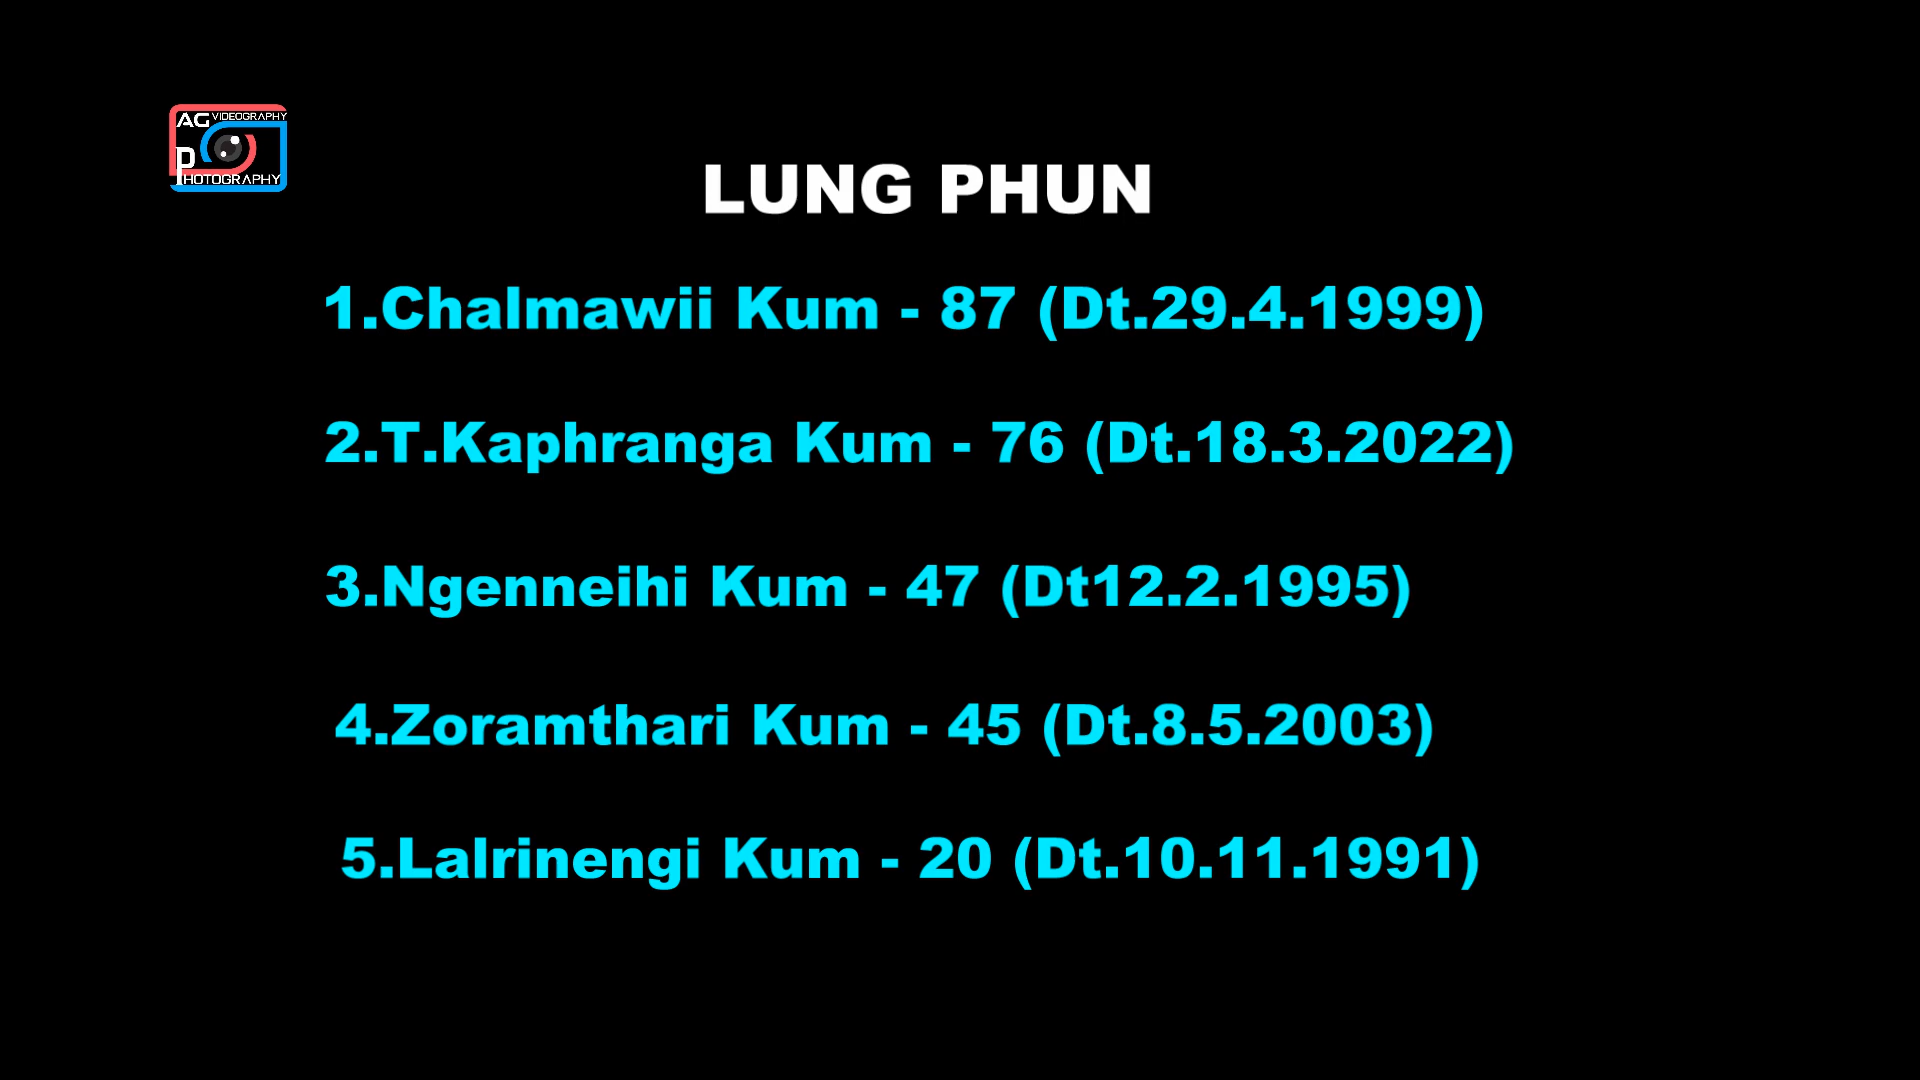 AG VIDEOGRAPHY
PHOTOGRAPHY
LUNG PHUN
1.Chalmawii Kum - 87 (Dt.29.4.1999)
2.T.Kaphranga Kum - 76 (Dt.18.3.2022)
3.Ngenneihi Kum - 47 (Dt12.2.1995)
4.Zoramthari Kum - 45 (Dt.8.5.2003)
5.Lalrinengi Kum - 20 (Dt.10.11.1991)